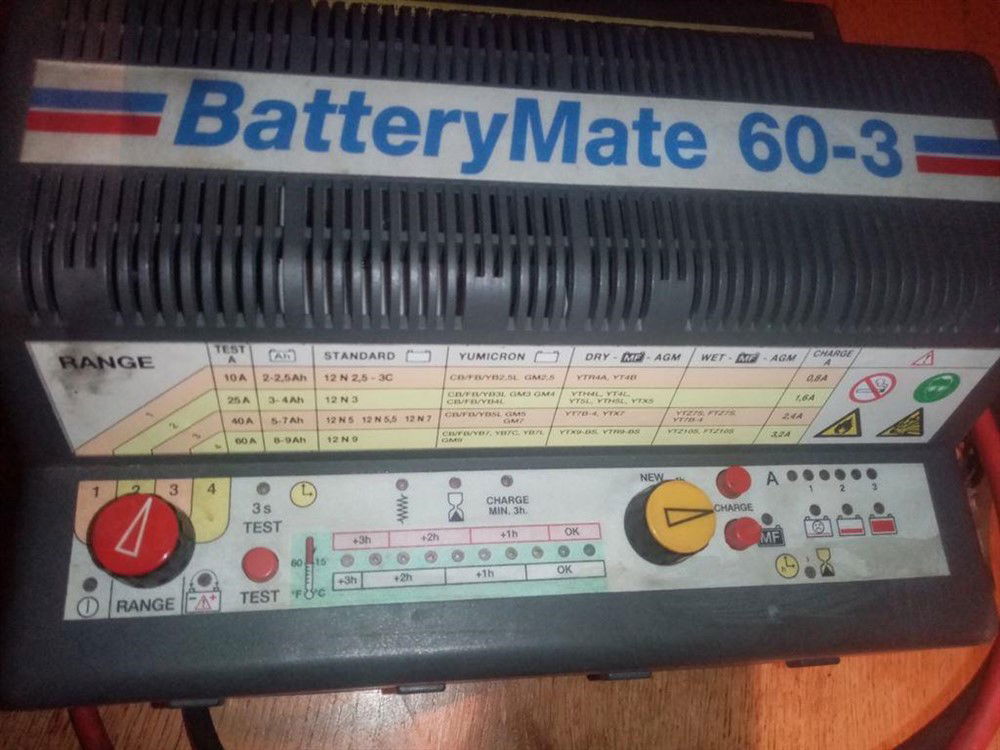 BatteryMate 60-3
RANGE
TEST A Ah STANDARD YUMICRON DRY - MF - AGM WET - MF - AGM CHARGE A
10A 2-2,5Ah 12 N 2,5 - 3C CB/FB/YB2,5L GM2,5 YTR4A, YT4B 0,8A
25A 3-4Ah 12 N 3 CB/FB/YB3L GM3 GM4 YTH4L, YT4L, 1,6A
CB/FB/YB4L YT5L, YTH5L, YTX5
40A 5-7Ah 12 N 5 12 N 5,5 12 N 7 CB/FB/YB5L GM5 YT7B-4, YTX7 YTZ7S, FTZ7S, 2,4A
GM7 YT7B-4
60A 8-9Ah 12 N 9 CB/FB/YB7, YB7C, YB7L YTX9-BS, YTR9-BS YTZ10S, FTZ10S 3,2A
GM9
1
2
3
4
1 2 3 4
3 s
TEST
CHARGE
MIN. 3h.
NEW
CHARGE
A
1 2 3
MF
+3h +2h +1h OK
60 15
°F °C
+3h +2h +1h OK
RANGE
TEST
h